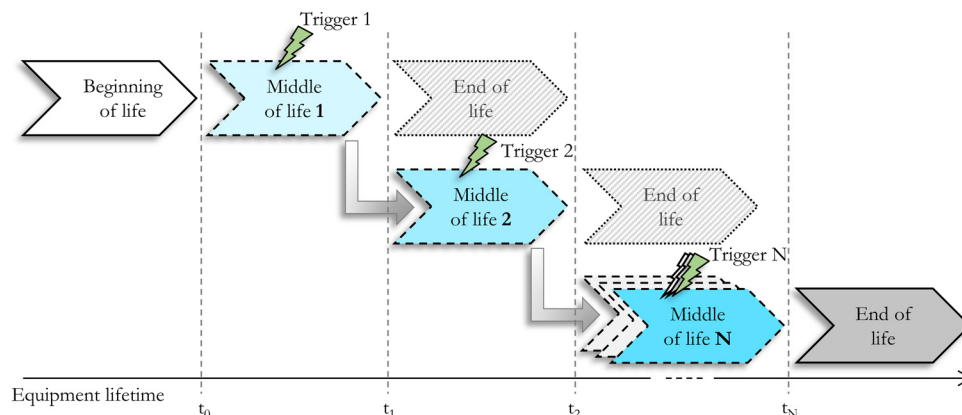 Trigger 1
Beginning
of life
Middle
of life 1
End of
life
Trigger 2
Middle
of life 2
End of
life
Trigger N
Middle
of life N
End of
life
Equipment lifetime
t0 t1 t2 tN